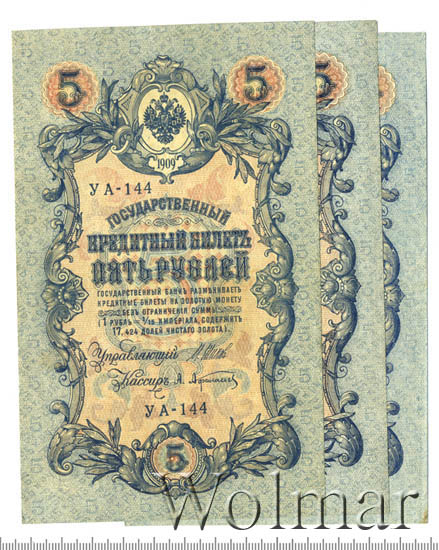 5 5 5
1909
УА-144
ГОСУДАРСТВЕННЫЙ
КРЕДИТНЫЙ БИЛЕТЪ
ПЯТЬ РУБЛЕЙ
ГОСУДАРСТВЕННЫЙ БАНКЪ РАЗМѢНИВАЕТЪ
КРЕДИТНЫЕ БИЛЕТЫ НА ЗОЛОТУЮ МОНЕТУ
БЕЗЪ ОГРАНИЧЕНІЯ СУММЫ
(1 РУБЛЬ = 1/15 ИМПЕРІАЛА, СОДЕРЖИТЪ
17,424 ДОЛЕЙ ЧИСТАГО ЗОЛОТА).
Управляющій
Кассиръ А. Афанасьевъ
УА-144
5
Wolmar